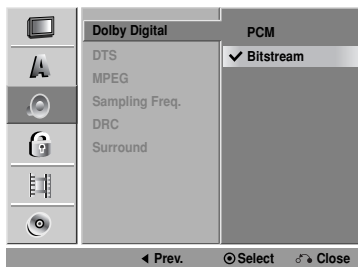 Dolby Digital
DTS
MPEG
Sampling Freq.
DRC
Surround
PCM
✔ Bitstream
◀ Prev.
Select
Close